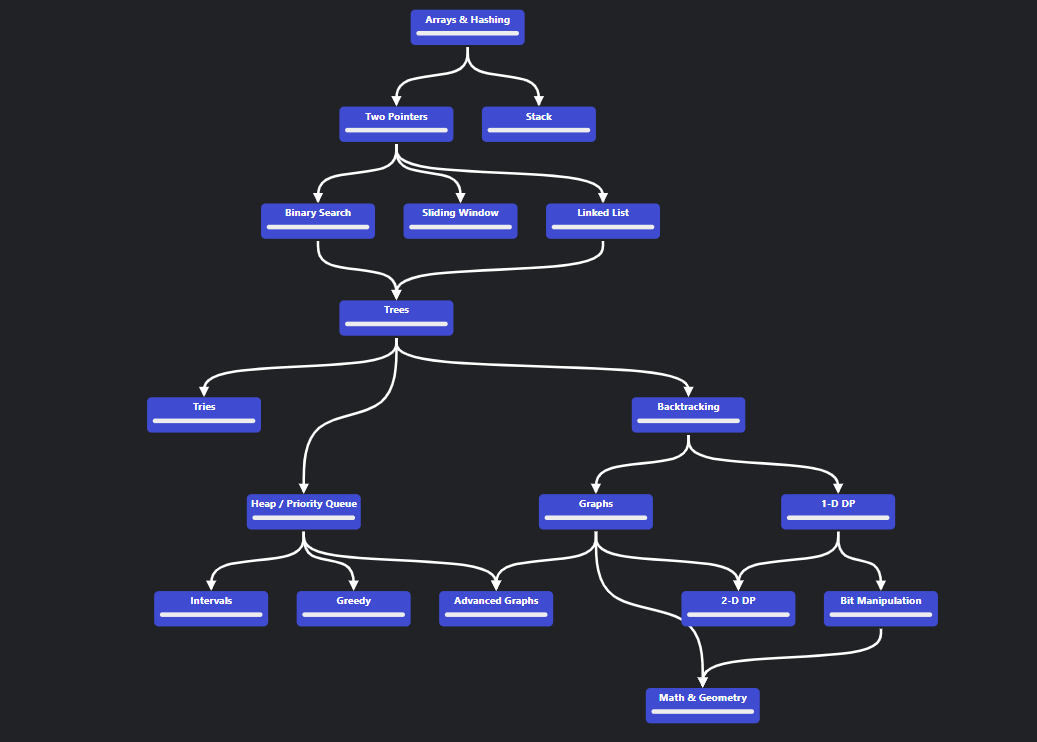 Arrays & Hashing
Two Pointers
Stack
Binary Search
Sliding Window
Linked List
Trees
Tries
Backtracking
Heap / Priority Queue
Graphs
1-D DP
Intervals
Greedy
Advanced Graphs
2-D DP
Bit Manipulation
Math & Geometry